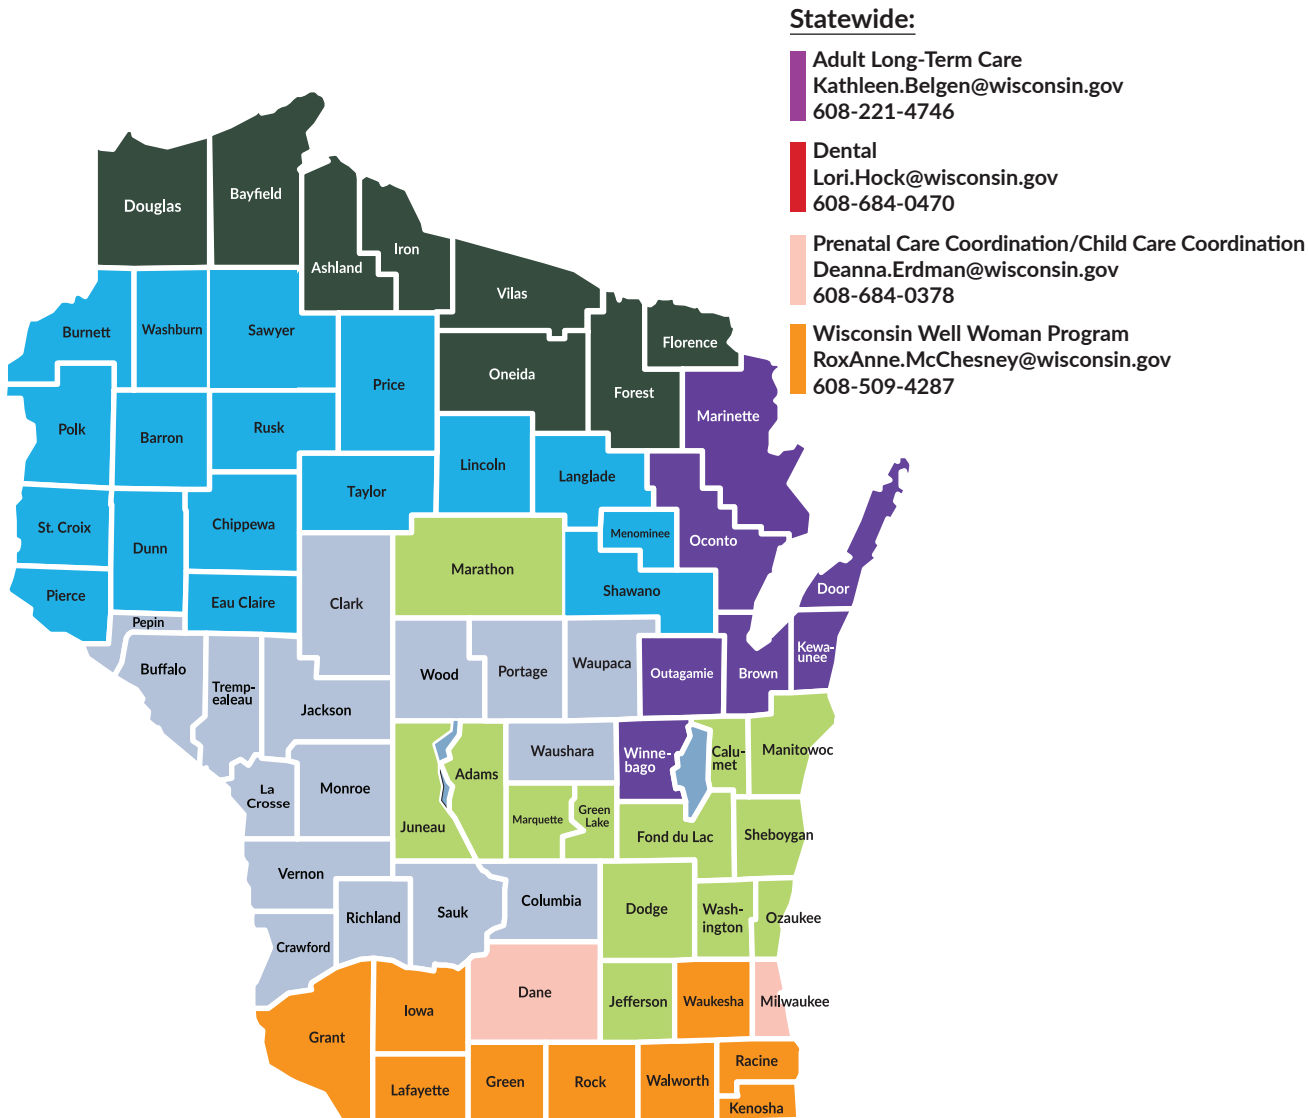 Statewide:
Adult Long-Term Care
Kathleen.Belgen@wisconsin.gov
608-221-4746
Dental
Lori.Hock@wisconsin.gov
608-684-0470
Prenatal Care Coordination/Child Care Coordination
Deanna.Erdman@wisconsin.gov
608-684-0378
Wisconsin Well Woman Program
RoxAnne.McChesney@wisconsin.gov
608-509-4287
Douglas
Bayfield
Ashland
Iron
Vilas
Burnett
Washburn
Sawyer
Price
Oneida
Forest
Florence
Marinette
Polk
Barron
Rusk
Taylor
Lincoln
Langlade
St. Croix
Dunn
Chippewa
Menominee
Oconto
Marathon
Pierce
Eau Claire
Clark
Shawano
Door
Pepin
Buffalo
Tremp-
ealeau
Jackson
Wood
Portage
Waupaca
Outagamie
Brown
Kewa-
unee
La
Crosse
Monroe
Juneau
Adams
Waushara
Winne-
bago
Calu-
met
Manitowoc
Marquette
Green
Lake
Fond du Lac
Sheboygan
Vernon
Richland
Sauk
Columbia
Dodge
Wash-
ington
Ozaukee
Crawford
Grant
Iowa
Dane
Jefferson
Waukesha
Milwaukee
Lafayette
Green
Rock
Walworth
Racine
Kenosha